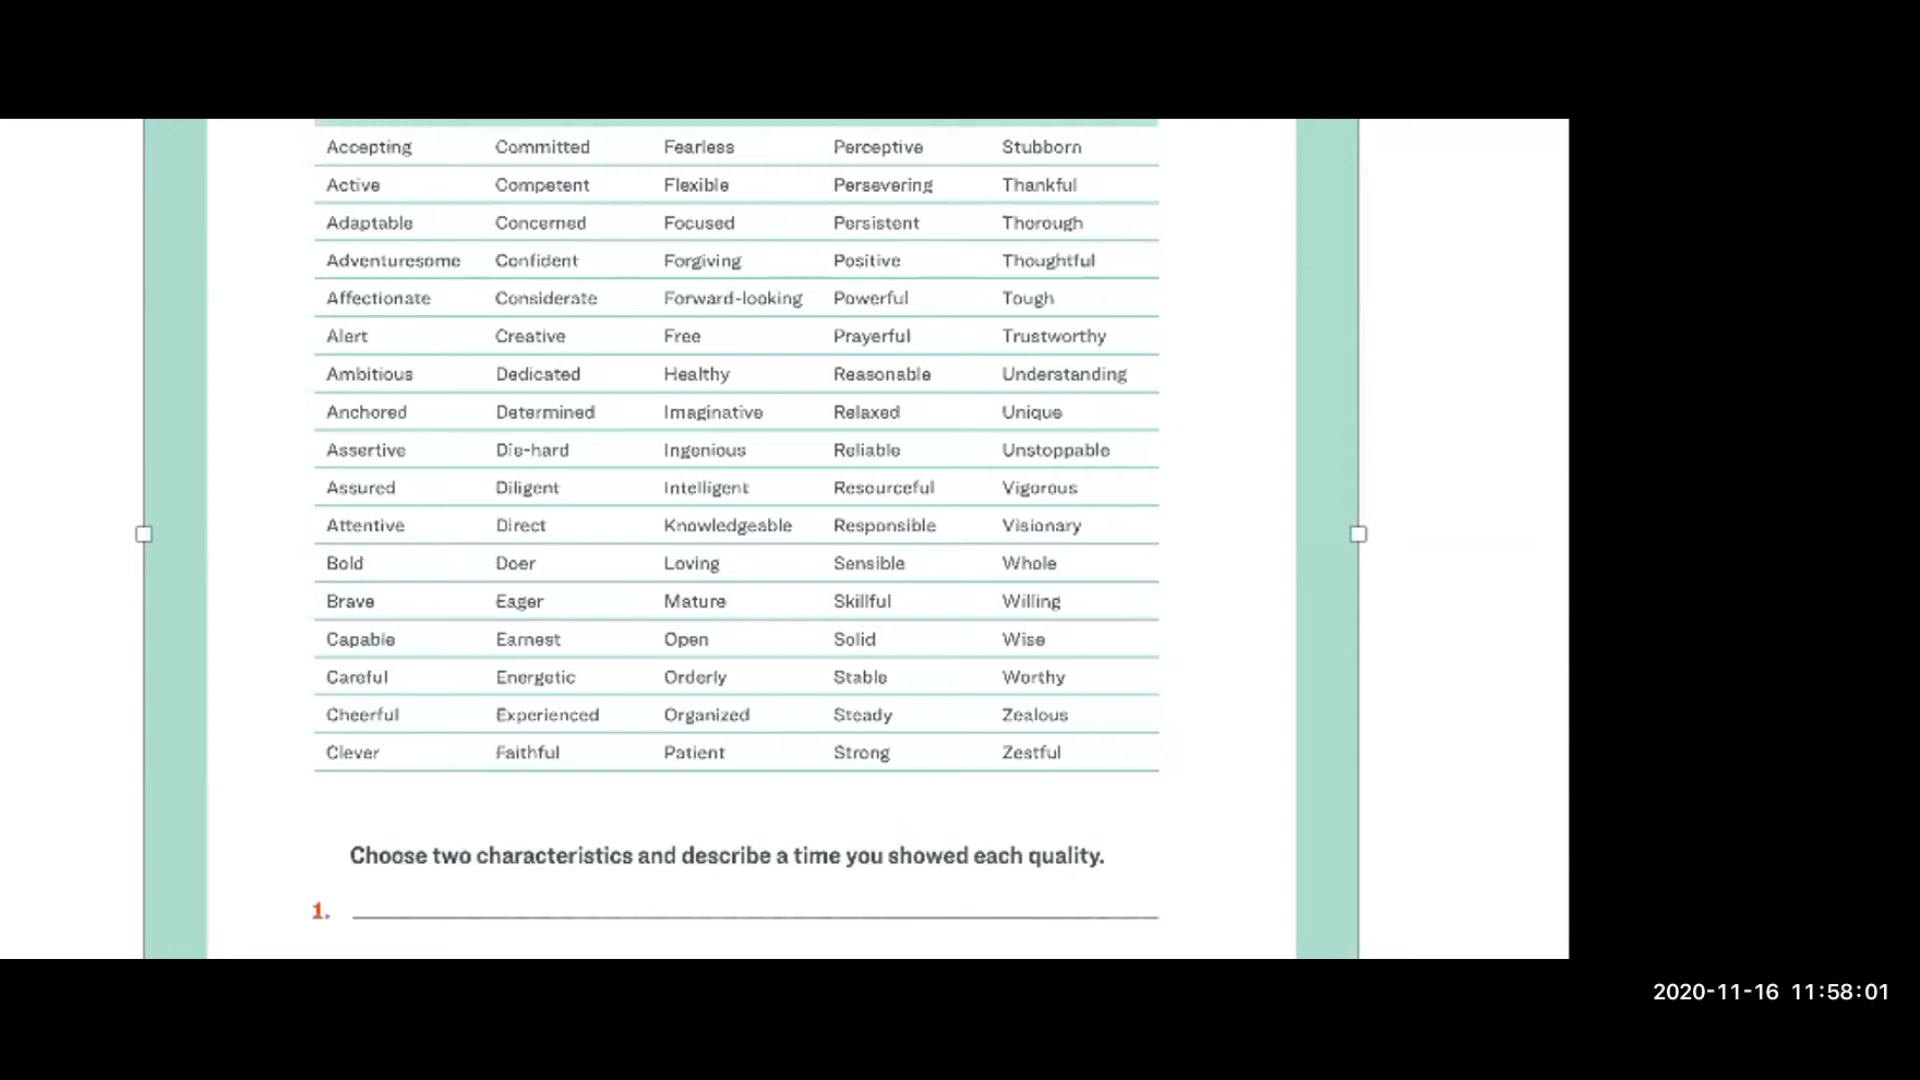 Accepting Committed Fearless Perceptive Stubborn
Active Competent Flexible Persevering Thankful
Adaptable Concerned Focused Persistent Thorough
Adventuresome Confident Forgiving Positive Thoughtful
Affectionate Considerate Forward-looking Powerful Tough
Alert Creative Free Prayerful Trustworthy
Ambitious Dedicated Healthy Reasonable Understanding
Anchored Determined Imaginative Relaxed Unique
Assertive Die-hard Ingenious Reliable Unstoppable
Assured Diligent Intelligent Resourceful Vigorous
Attentive Direct Knowledgeable Responsible Visionary
Bold Doer Loving Sensible Whole
Brave Eager Mature Skillful Willing
Capable Earnest Open Solid Wise
Careful Energetic Orderly Stable Worthy
Cheerful Experienced Organized Steady Zealous
Clever Faithful Patient Strong Zestful
Choose two characteristics and describe a time you showed each quality.
1.
2020-11-16 11:58:01